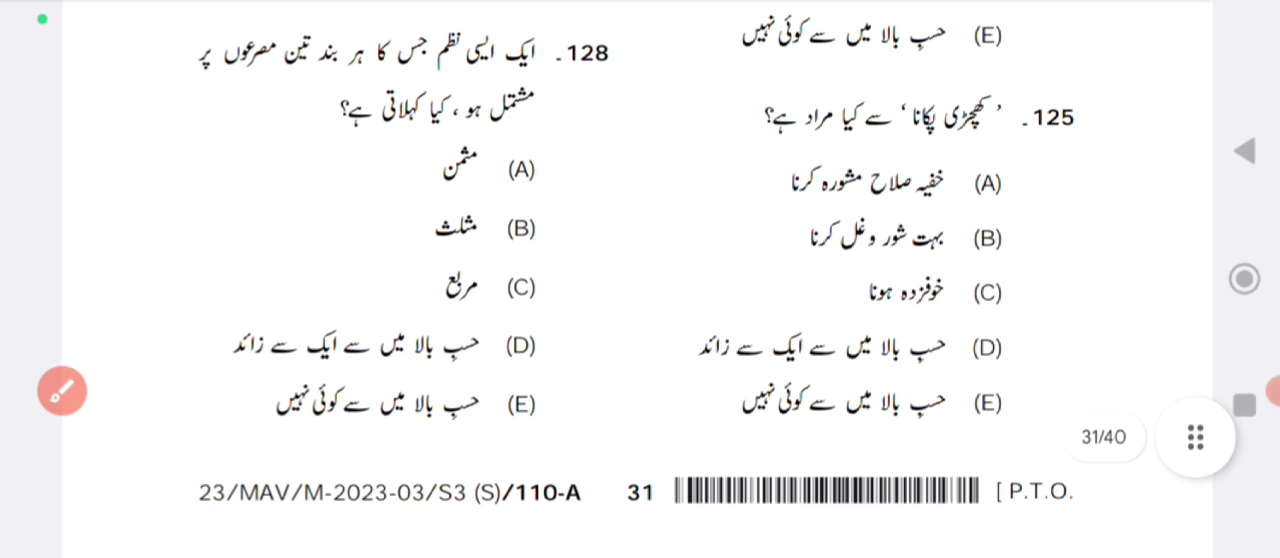 (E) حسبِ بالا میں سے کوئی نہیں
125۔ ’کھچڑی پکانا‘ سے کیا مراد ہے؟
(A) خفیہ صلاح مشورہ کرنا
(B) بہت شور و غل کرنا
(C) خوفزدہ ہونا
(D) حسبِ بالا میں سے ایک سے زائد
(E) حسبِ بالا میں سے کوئی نہیں
128۔ ایک ایسی نظم جس کا ہر بند تین مصرعوں پر
مشتمل ہو، کیا کہلاتی ہے؟
(A) مثمن
(B) مثلث
(C) مربع
(D) حسبِ بالا میں سے ایک سے زائد
(E) حسبِ بالا میں سے کوئی نہیں
31/40
23/MAV/M-2023-03/S3 (S)/110-A 31 [ P.T.O.